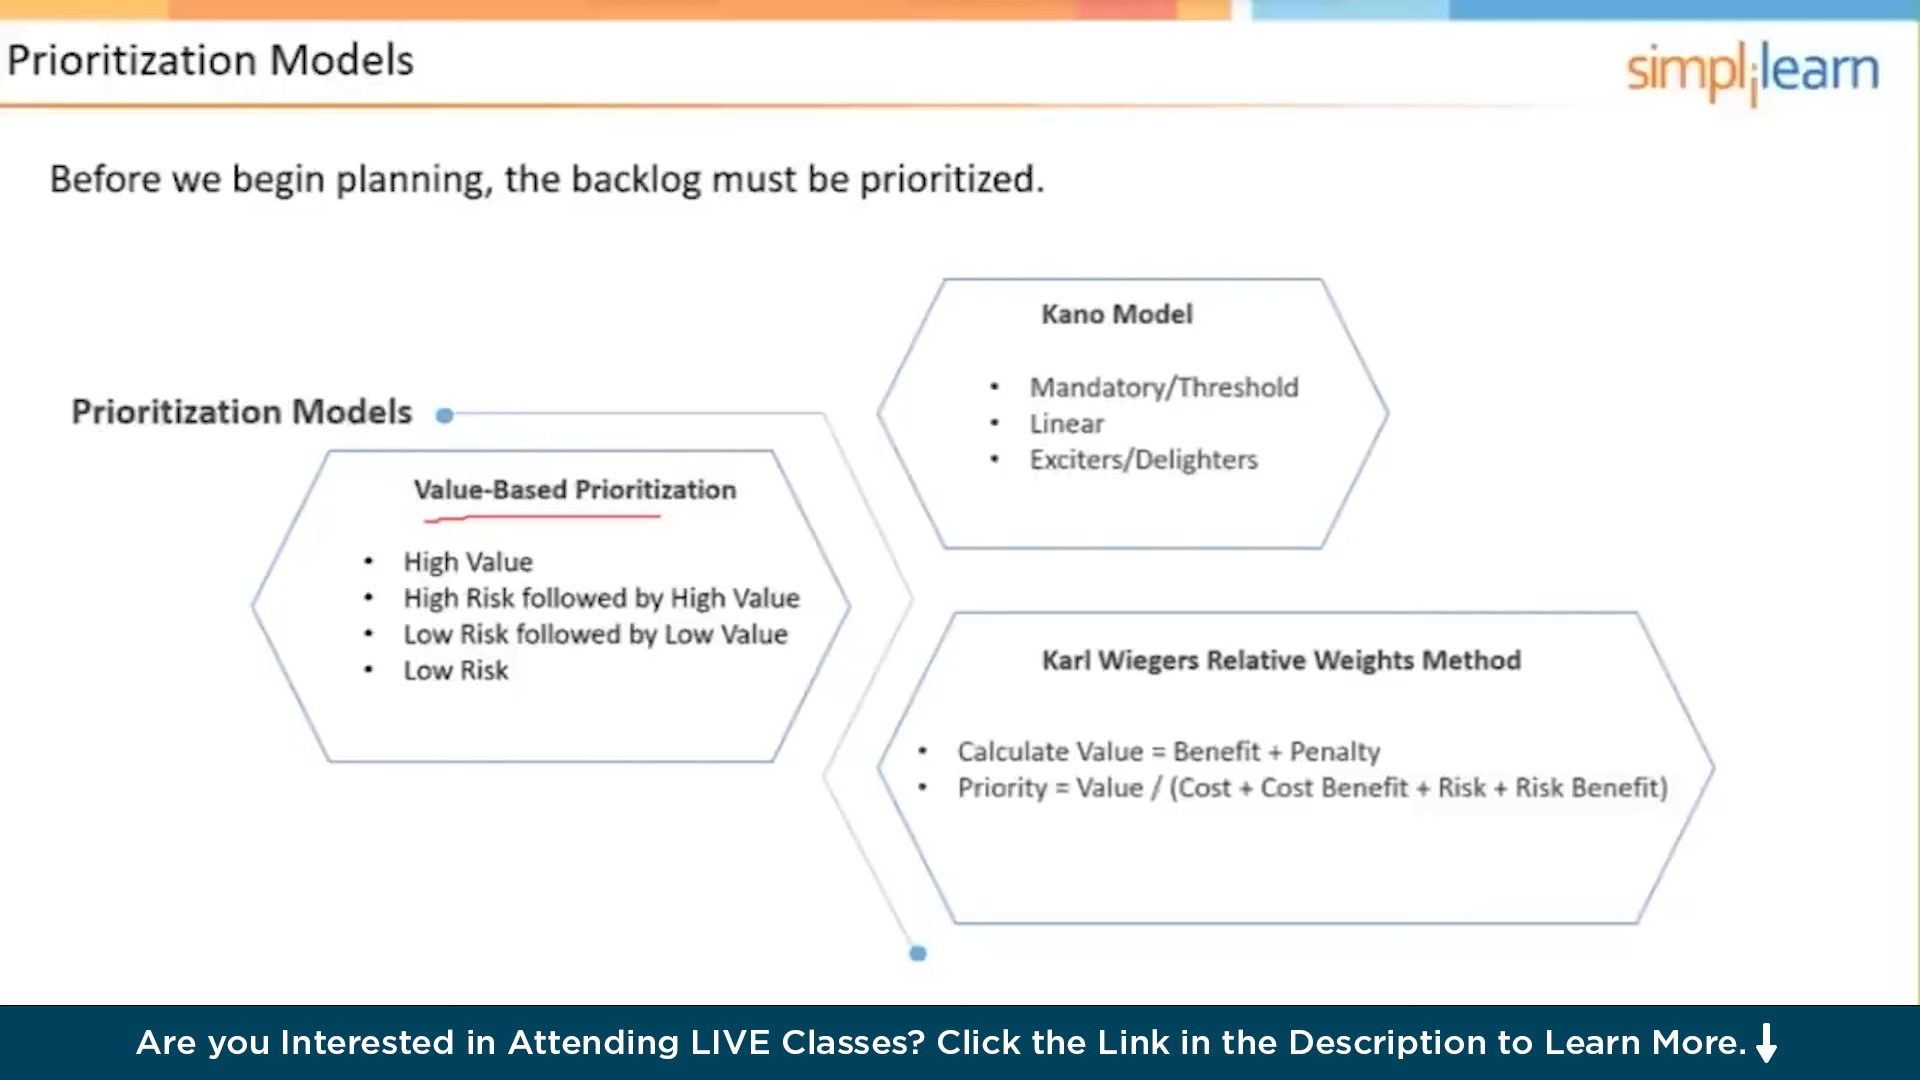 Prioritization Models
simplilearn
Before we begin planning, the backlog must be prioritized.
Prioritization Models
Value-Based Prioritization
• High Value
• High Risk followed by High Value
• Low Risk followed by Low Value
• Low Risk
Kano Model
• Mandatory/Threshold
• Linear
• Exciters/Delighters
Karl Wiegers Relative Weights Method
• Calculate Value = Benefit + Penalty
• Priority = Value / (Cost + Cost Benefit + Risk + Risk Benefit)
Are you Interested in Attending LIVE Classes? Click the Link in the Description to Learn More.